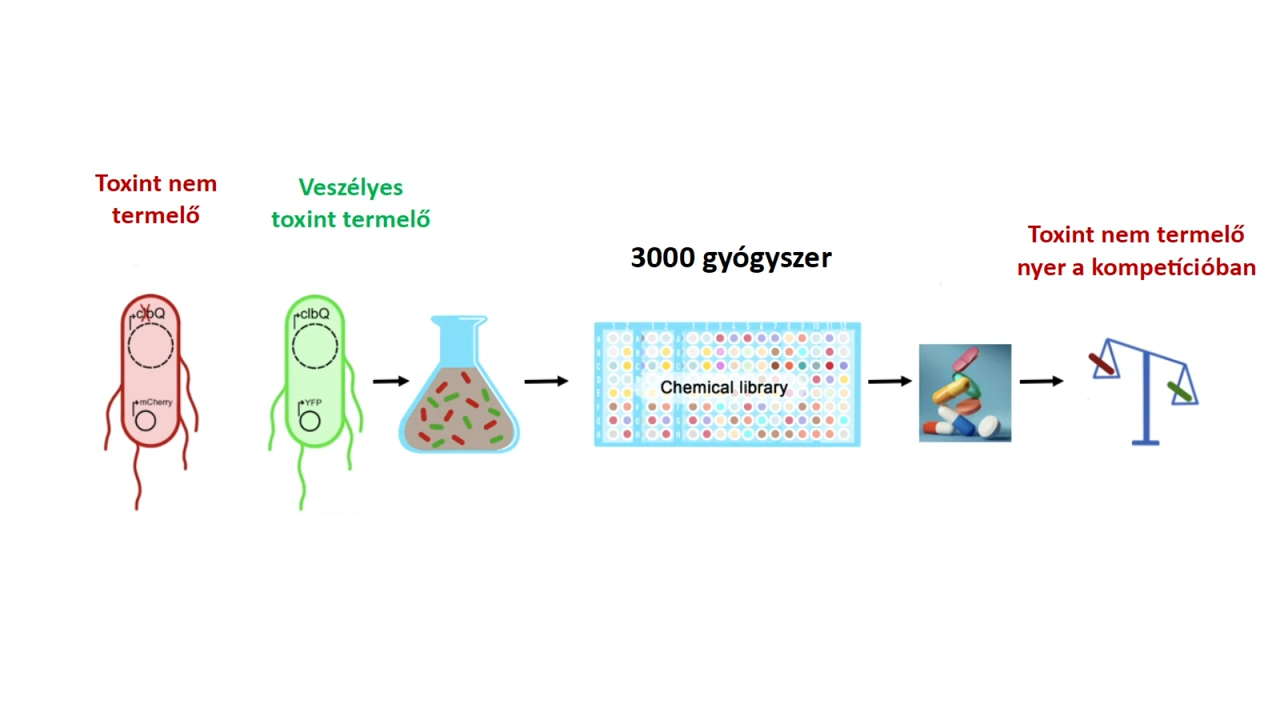 Toxint nem
termelő
Veszélyes
toxint termelő
3000 gyógyszer
Toxint nem termelő
nyer a kompetícióban
clbQ
clbQ
mCherry
YFP
Chemical library